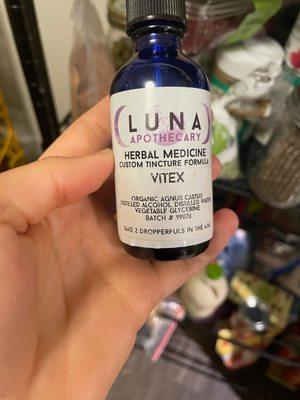 LUNA
APOTHECARY
HERBAL MEDICINE
CUSTOM TINCTURE FORMULA
ViTEX
ORGANIC AGNUS CASTUS
DISTILLED ALCOHOL, DISTILLED WATER
VEGETABLE GLYCERINE
BATCH # 99078
TAKE 2 DROPPERFULS IN THE AM